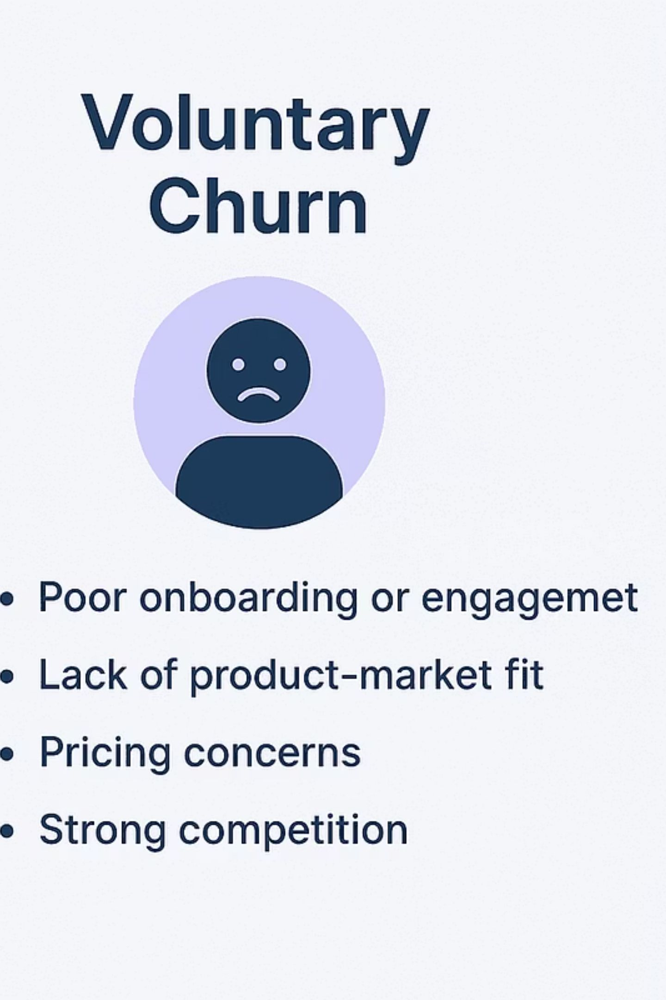 Voluntary
Churn
• Poor onboarding or engagemet
• Lack of product-market fit
• Pricing concerns
• Strong competition